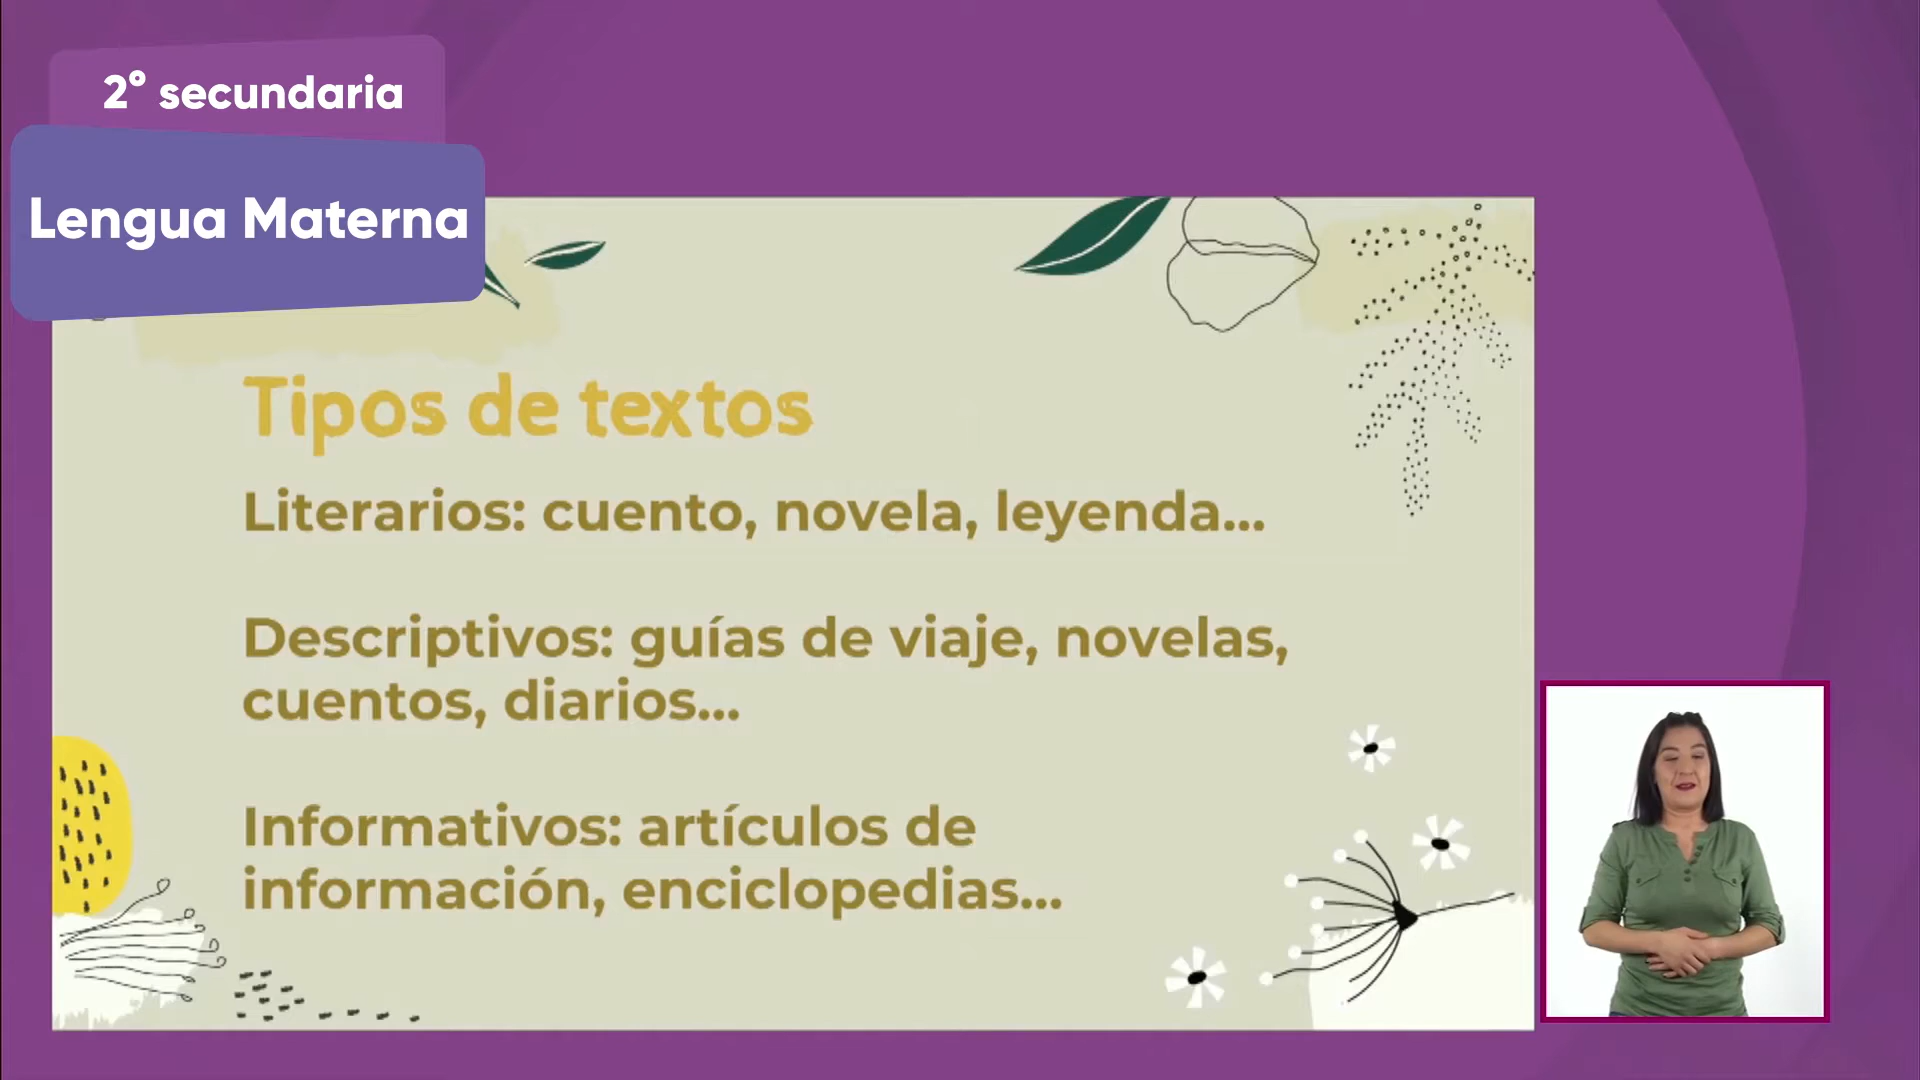 2° secundaria
Lengua Materna
Tipos de textos
Literarios: cuento, novela, leyenda...
Descriptivos: guías de viaje, novelas,
cuentos, diarios...
Informativos: artículos de
información, enciclopedias...